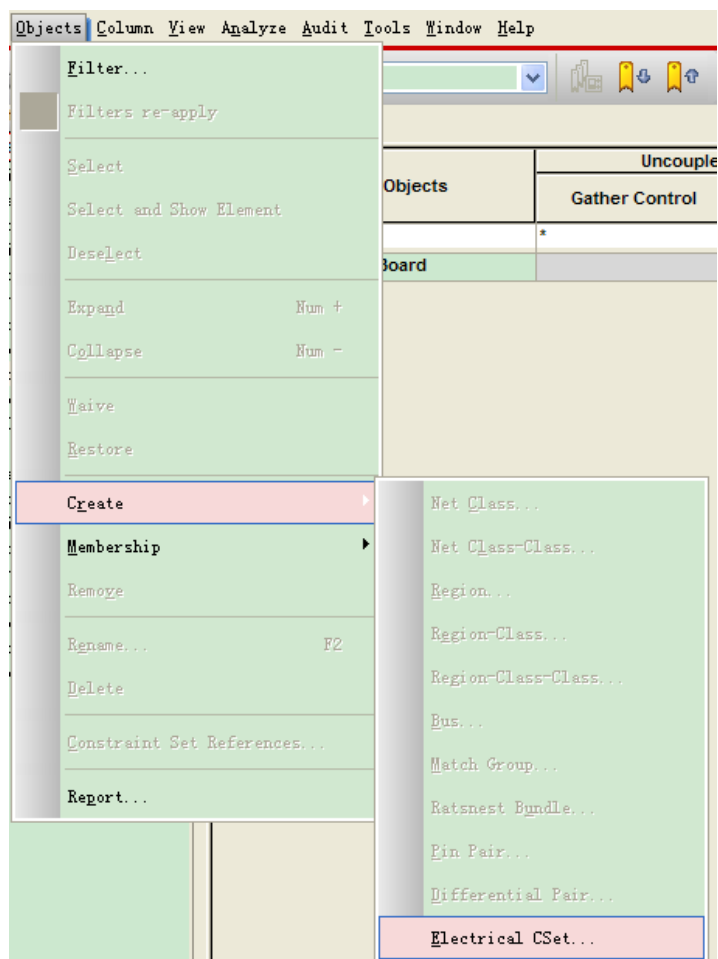 Objects Column View Analyze Audit Tools Window Help
Filter...
Filters re-apply
Select
Select and Show Element
Deselect
Expand Num +
Collapse Num -
Waive
Restore
Create
Membership
Remove
Rename... F2
Delete
Constraint Set References...
Report...
Objects
Uncouple
Gather Control
*
Board
Net Class...
Net Class-Class...
Region...
Region-Class...
Region-Class-Class...
Bus...
Match Group...
Ratsnest Bundle...
Pin Pair...
Differential Pair...
Electrical CSet...